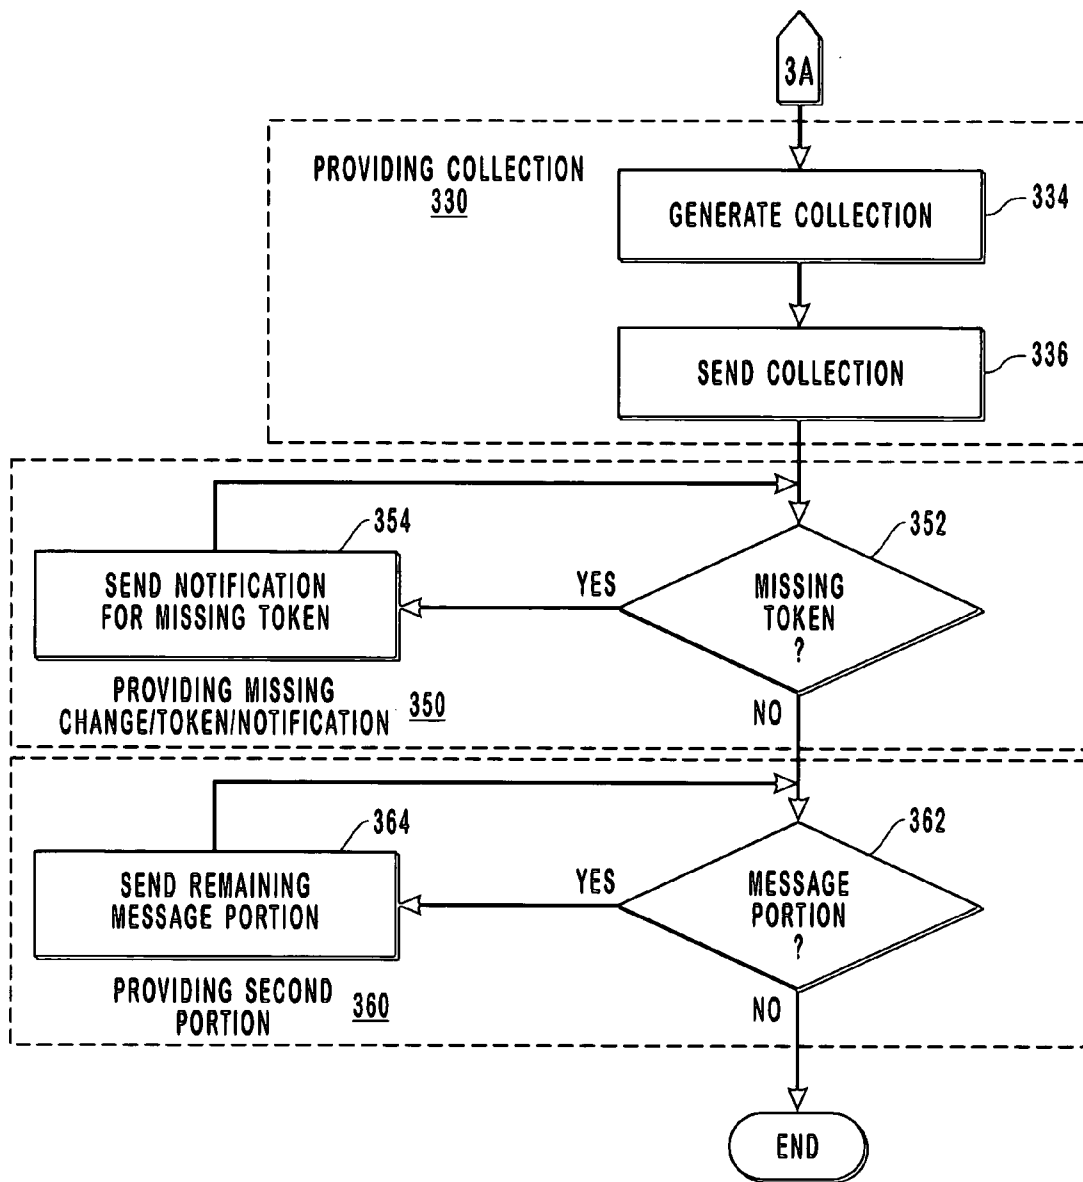 3A
PROVIDING COLLECTION
330
GENERATE COLLECTION
334
SEND COLLECTION
336
354
SEND NOTIFICATION
FOR MISSING TOKEN
YES
352
MISSING
TOKEN
?
NO
PROVIDING MISSING
CHANGE/TOKEN/NOTIFICATION
350
364
SEND REMAINING
MESSAGE PORTION
YES
362
MESSAGE
PORTION
?
NO
PROVIDING SECOND
PORTION
360
END